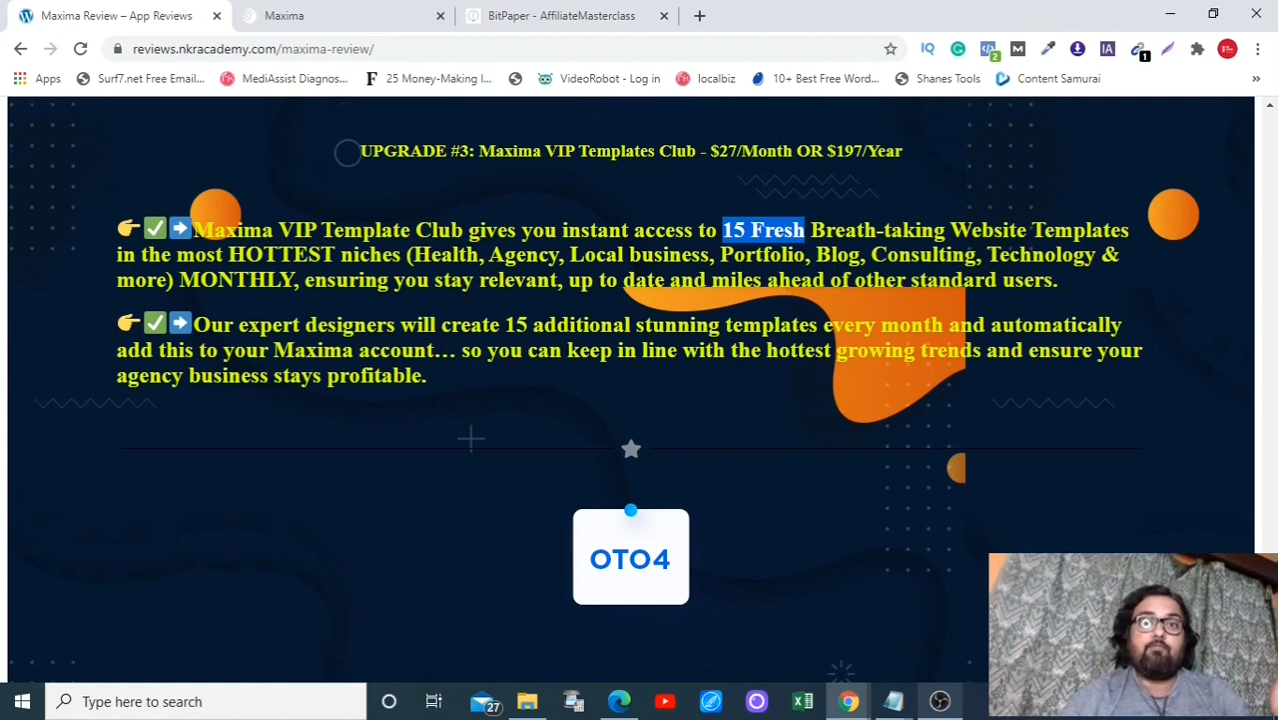 Maxima Review – App Reviews
Maxima
BitPaper - AffiliateMasterclass
reviews.nkracademy.com/maxima-review/
IQ
2
M
IA
1
Apps
Surf7.net Free Email...
MediAssist Diagnos...
25 Money-Making I...
VideoRobot - Log in
localbiz
10+ Best Free Word...
Shanes Tools
Content Samurai
»
UPGRADE #3: Maxima VIP Templates Club - $27/Month OR $197/Year
Maxima VIP Template Club gives you instant access to 15 Fresh Breath-taking Website Templates
in the most HOTTEST niches (Health, Agency, Local business, Portfolio, Blog, Consulting, Technology &
more) MONTHLY, ensuring you stay relevant, up to date and miles ahead of other standard users.
Our expert designers will create 15 additional stunning templates every month and automatically
add this to your Maxima account… so you can keep in line with the hottest growing trends and ensure your
agency business stays profitable.
OTO4
Type here to search
27